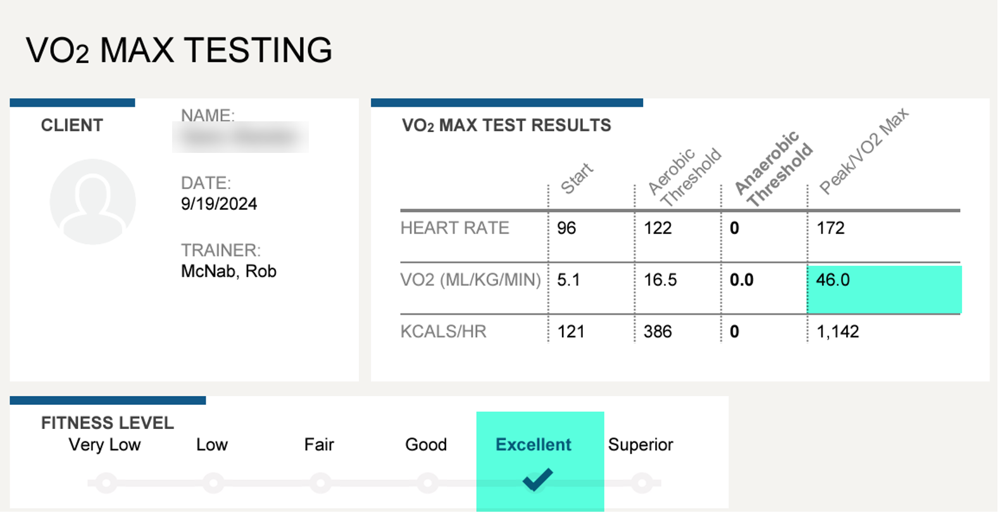 VO2 MAX TESTING
CLIENT
NAME:
DATE:
9/19/2024
TRAINER:
McNab, Rob
VO2 MAX TEST RESULTS
Start
Aerobic Threshold
Anaerobic Threshold
Peak/VO2 Max
HEART RATE 96 122 0 172
VO2 (ML/KG/MIN) 5.1 16.5 0.0 46.0
KCALS/HR 121 386 0 1,142
FITNESS LEVEL
Very Low Low Fair Good Excellent Superior